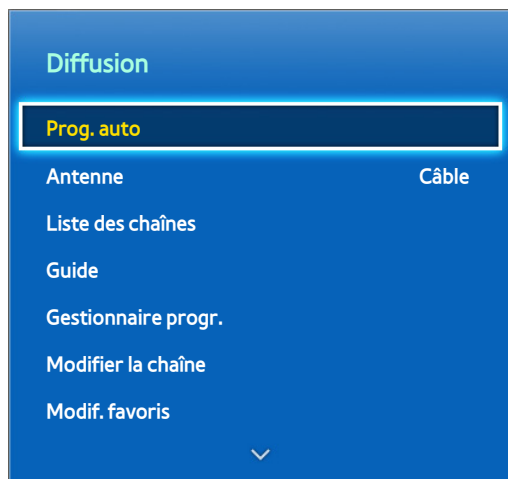 Diffusion
Prog. auto
Antenne Câble
Liste des chaînes
Guide
Gestionnaire progr.
Modifier la chaîne
Modif. favoris